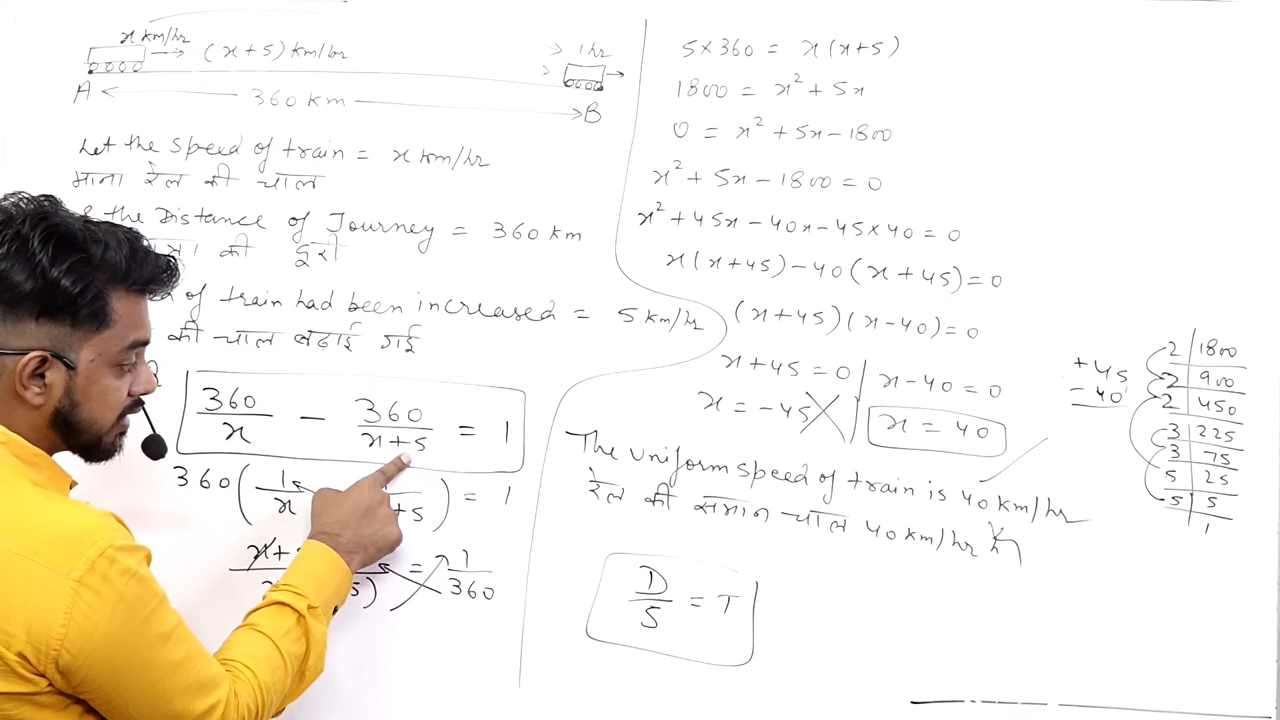 x km/hr
(x+5) km/hr
1 hr
A
360 km
B
Let the speed of train = x km/hr
माना रेल की चाल
the Distance of Journey = 360 km
की दूरी
of train had been increased = 5 km/hr
की चाल बढ़ाई गई
360/x - 360/(x+5) = 1
360(1/x +5) = 1
= 1/360
5×360 = x(x+5)
1800 = x² + 5x
0 = x² + 5x - 1800
x² + 5x - 1800 = 0
x² + 45x - 40x - 45×40 = 0
x(x+45) - 40(x+45) = 0
(x+45)(x-40) = 0
x+45 = 0
x = -45
x-40 = 0
x = 40
The uniform speed of train is 40 km/hr
रेल की समान चाल 40 km/hr है
D/S = T
+45
-40
2 | 1800
2 | 900
2 | 450
3 | 225
3 | 75
5 | 25
5 | 5
1